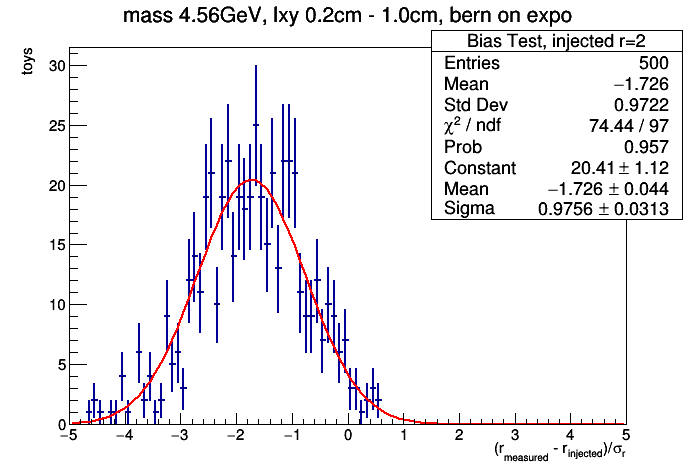 mass 4.56GeV, lxy 0.2cm - 1.0cm, bern on expo
Bias Test, injected r=2
Entries 500
Mean −1.726
Std Dev 0.9722
χ² / ndf 74.44 / 97
Prob 0.957
Constant 20.41 ± 1.12
Mean −1.726 ± 0.044
Sigma 0.9756 ± 0.0313
toys
30
25
20
15
10
5
0
−5 −4 −3 −2 −1 0 1 2 3 4 5
(r_measured - r_injected)/σ_r